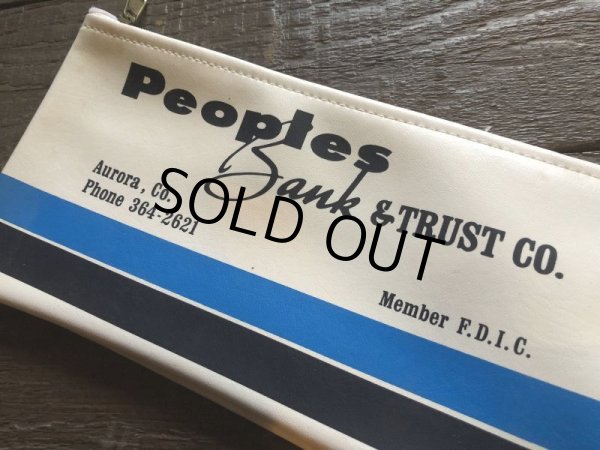 Peoples
Bank & TRUST CO.
Aurora, Co.
Phone 364-2621
SOLD OUT
Member F.D.I.C.